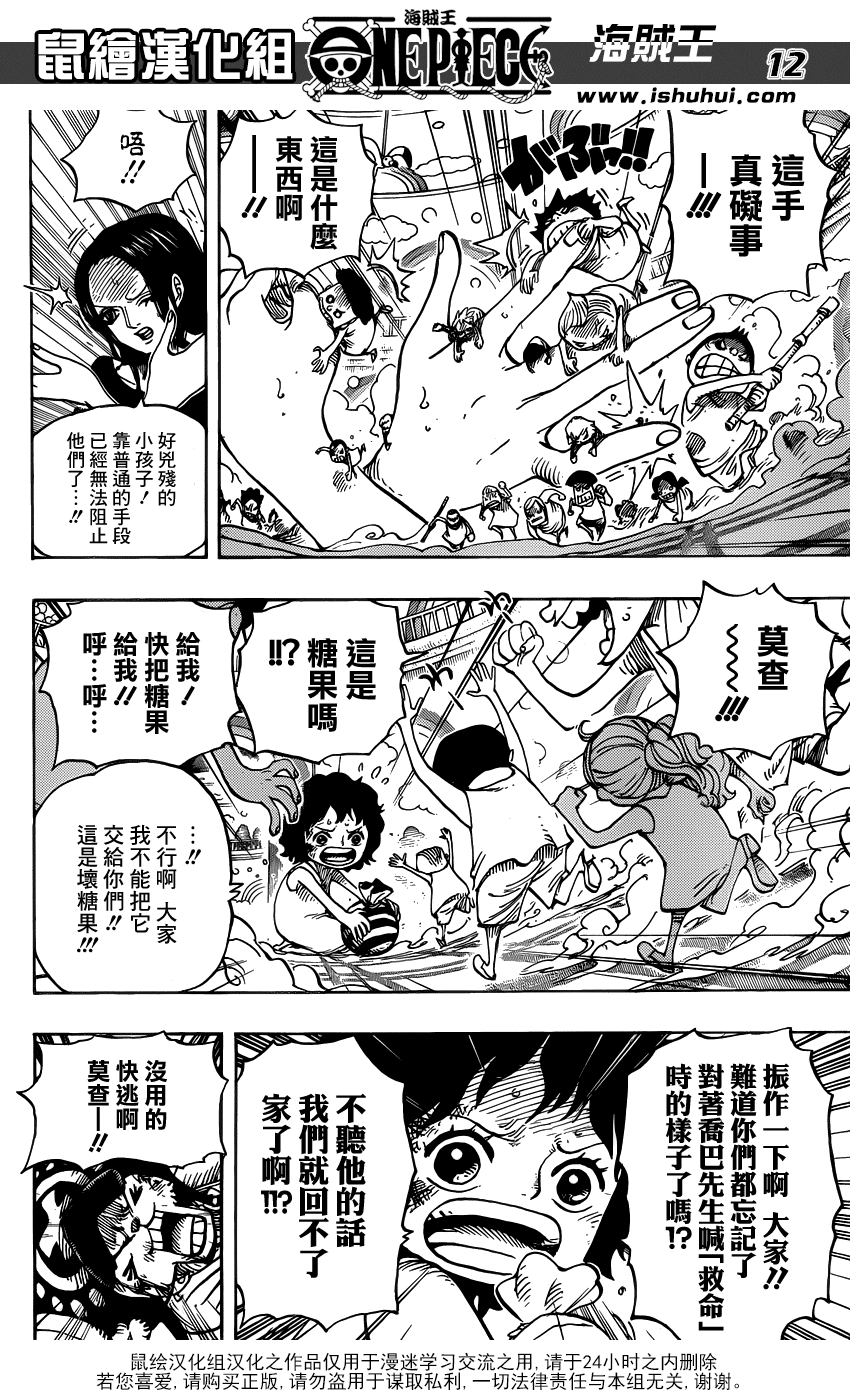 鼠繪漢化組
海賊王
ONE PIECE
海賊王
12
www.ishuhui.com
這手
真礙事
—!!!
がぶっ!!
這是什麼
東西啊
—!!
唔
!!
好兇殘的
小孩子！
靠普通的手段
已經無法阻止
他們了…!!
莫查
～～～!!!
這是
糖果嗎
!!?
給我！
快把糖果
給我!!
呼…呼…
…!!
不行啊 大家
我不能把它
交給你們!!
這是壞糖果!!!
振作一下啊 大家!!
難道你們都忘記了
對著喬巴先生喊「救命」
時的樣子了嗎!?
不聽他的話
我們就回不了
家了啊!!?
沒用的
快逃啊
莫查—!!
鼠绘汉化组汉化之作品仅用于漫迷学习交流之用, 请于24小时之内删除
若您喜爱, 请购买正版, 请勿盗用于谋取私利, 一切法律责任与本组无关, 谢谢。